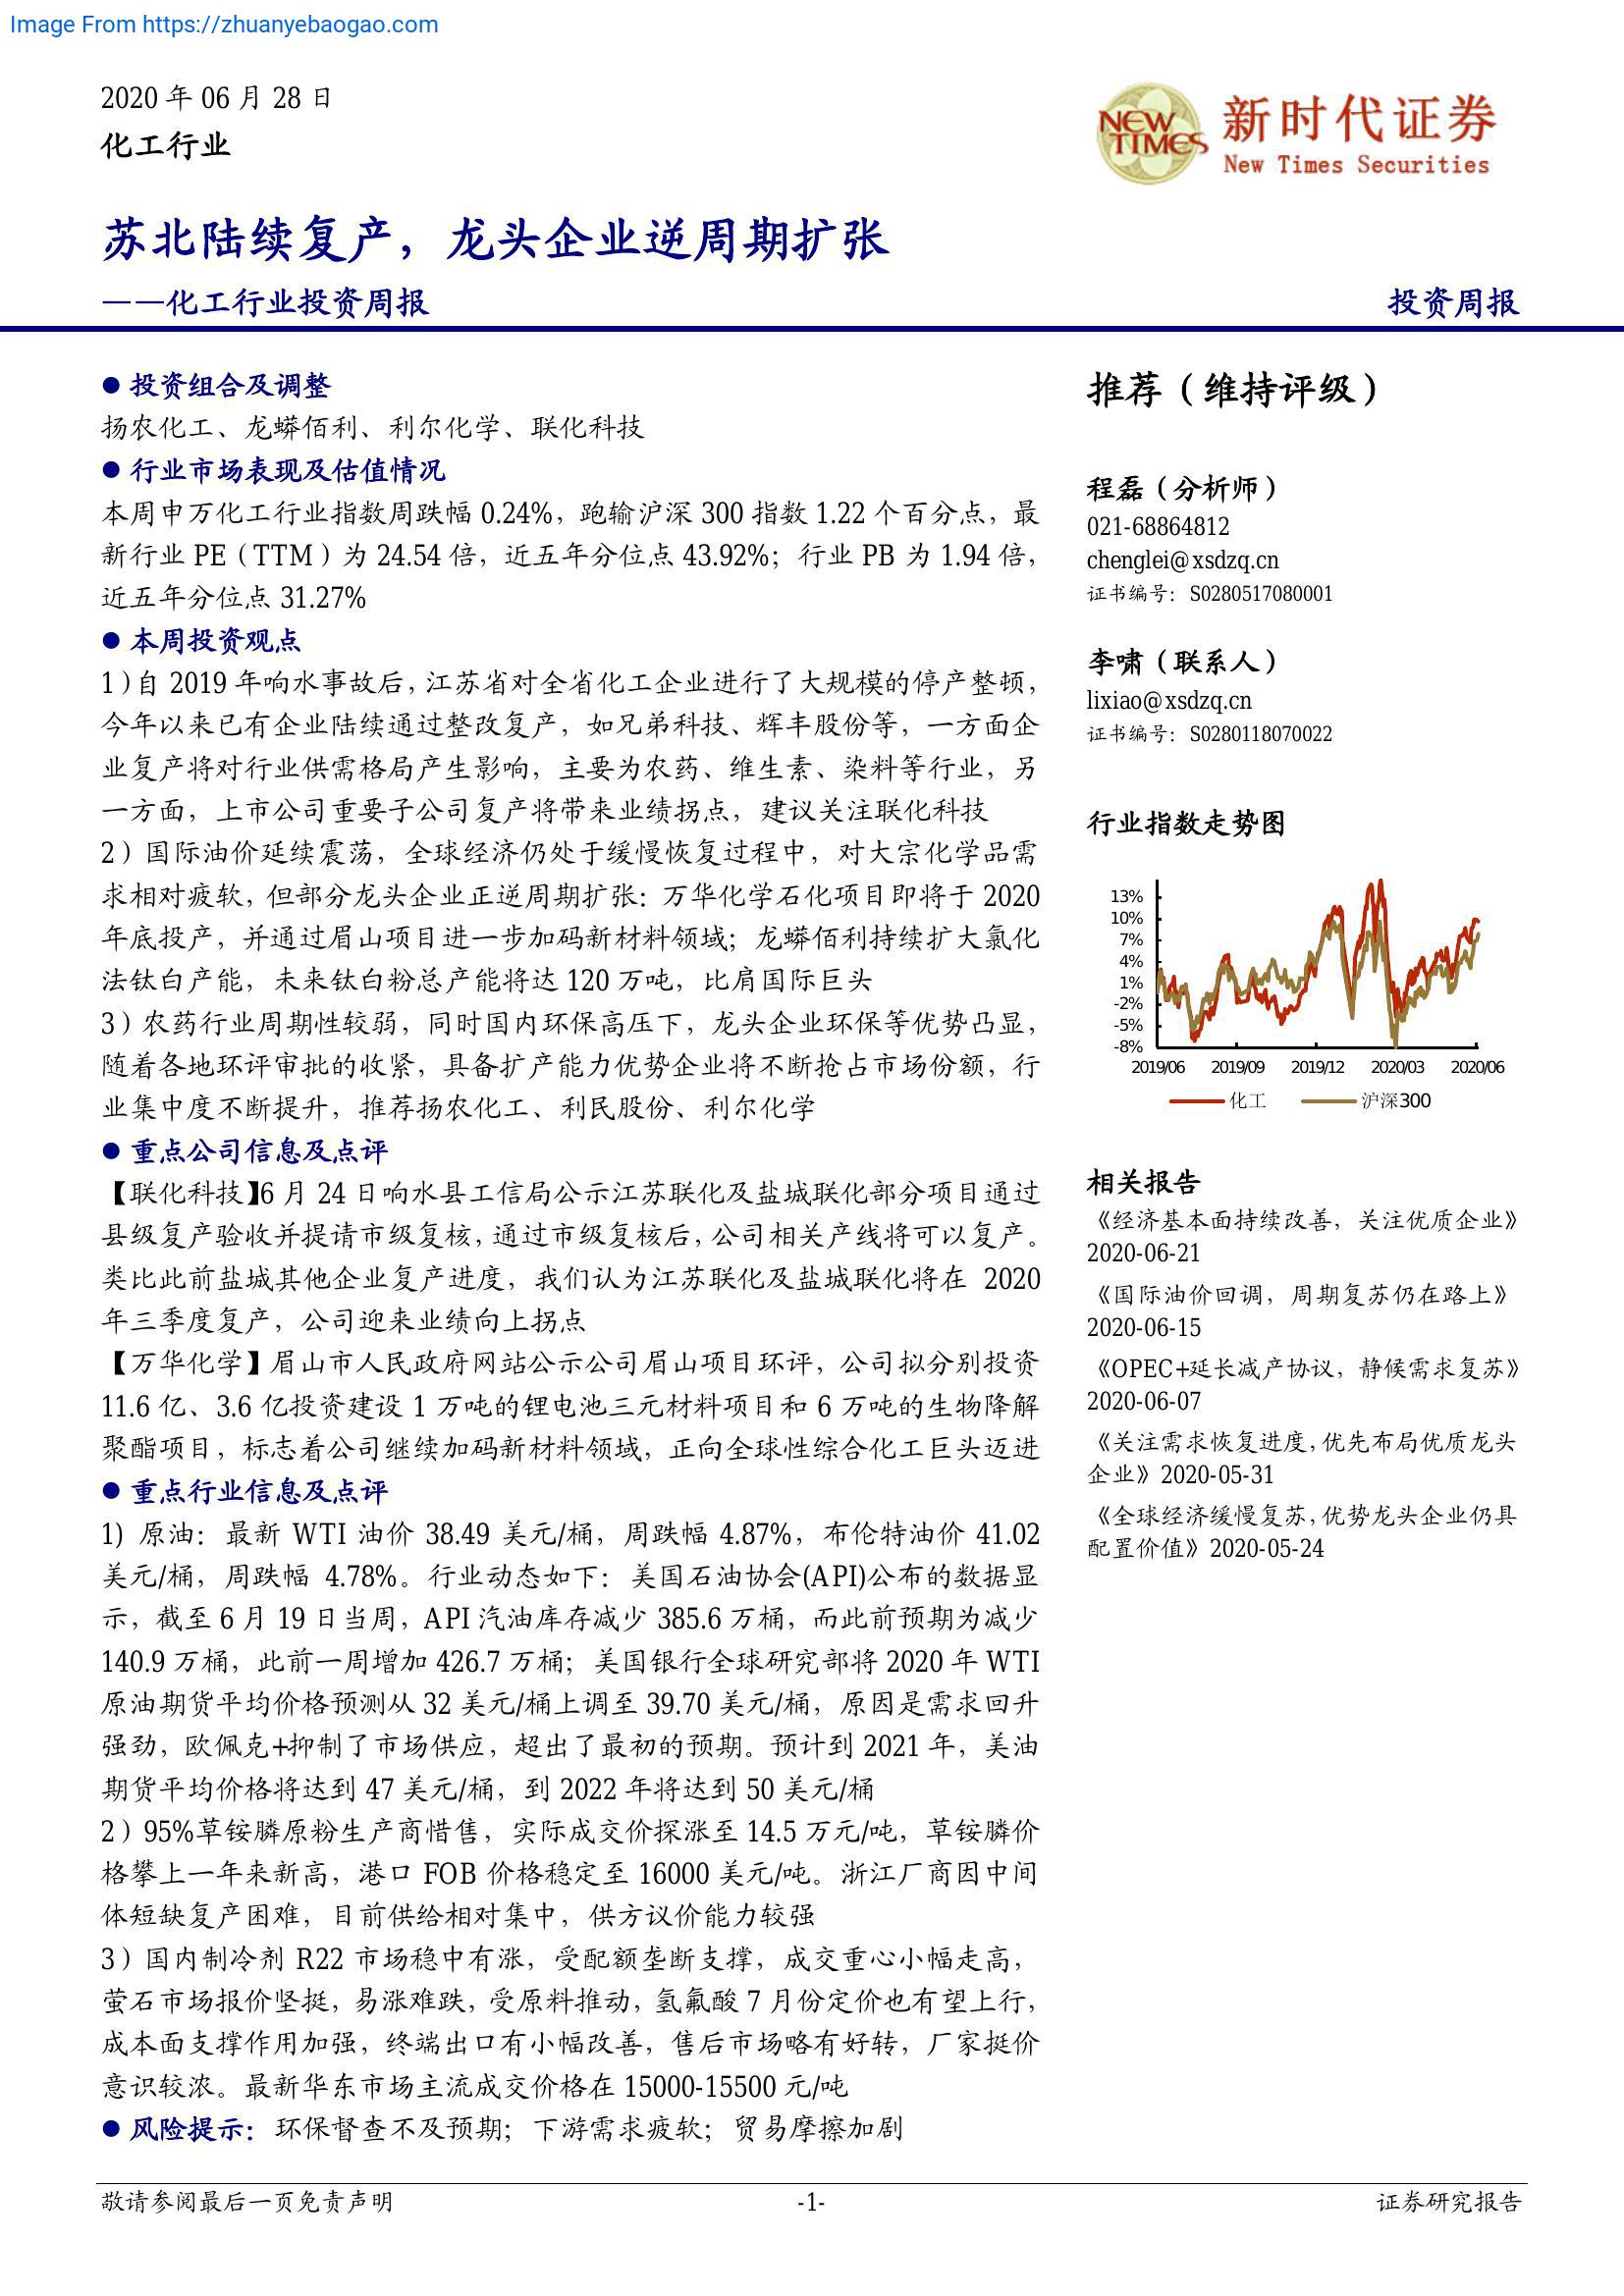 Image From https://zhuanyebaogao.com
2020 年 06 月 28 日
化工行业
NEW TIMES
新时代证券
New Times Securities
苏北陆续复产，龙头企业逆周期扩张
——化工行业投资周报
投资周报
● 投资组合及调整
扬农化工、龙蟒佰利、利尔化学、联化科技
● 行业市场表现及估值情况
本周申万化工行业指数周跌幅 0.24%，跑输沪深 300 指数 1.22 个百分点，最
新行业 PE（TTM）为 24.54 倍，近五年分位点 43.92%；行业 PB 为 1.94 倍，
近五年分位点 31.27%
● 本周投资观点
1）自 2019 年响水事故后，江苏省对全省化工企业进行了大规模的停产整顿，
今年以来已有企业陆续通过整改复产，如兄弟科技、辉丰股份等，一方面企
业复产将对行业供需格局产生影响，主要为农药、维生素、染料等行业，另
一方面，上市公司重要子公司复产将带来业绩拐点，建议关注联化科技
2）国际油价延续震荡，全球经济仍处于缓慢恢复过程中，对大宗化学品需
求相对疲软，但部分龙头企业正逆周期扩张：万华化学石化项目即将于 2020
年底投产，并通过眉山项目进一步加码新材料领域；龙蟒佰利持续扩大氯化
法钛白产能，未来钛白粉总产能将达 120 万吨，比肩国际巨头
3）农药行业周期性较弱，同时国内环保高压下，龙头企业环保等优势凸显，
随着各地环评审批的收紧，具备扩产能力优势企业将不断抢占市场份额，行
业集中度不断提升，推荐扬农化工、利民股份、利尔化学
● 重点公司信息及点评
【联化科技】6 月 24 日响水县工信局公示江苏联化及盐城联化部分项目通过
县级复产验收并提请市级复核，通过市级复核后，公司相关产线将可以复产。
类比此前盐城其他企业复产进度，我们认为江苏联化及盐城联化将在 2020
年三季度复产，公司迎来业绩向上拐点
【万华化学】眉山市人民政府网站公示公司眉山项目环评，公司拟分别投资
11.6 亿、3.6 亿投资建设 1 万吨的锂电池三元材料项目和 6 万吨的生物降解
聚酯项目，标志着公司继续加码新材料领域，正向全球性综合化工巨头迈进
● 重点行业信息及点评
1) 原油：最新 WTI 油价 38.49 美元/桶，周跌幅 4.87%，布伦特油价 41.02
美元/桶，周跌幅 4.78%。行业动态如下：美国石油协会(API)公布的数据显
示，截至 6 月 19 日当周，API 汽油库存减少 385.6 万桶，而此前预期为减少
140.9 万桶，此前一周增加 426.7 万桶；美国银行全球研究部将 2020 年 WTI
原油期货平均价格预测从 32 美元/桶上调至 39.70 美元/桶，原因是需求回升
强劲，欧佩克+抑制了市场供应，超出了最初的预期。预计到 2021 年，美油
期货平均价格将达到 47 美元/桶，到 2022 年将达到 50 美元/桶
2）95%草铵膦原粉生产商惜售，实际成交价探涨至 14.5 万元/吨，草铵膦价
格攀上一年来新高，港口 FOB 价格稳定至 16000 美元/吨。浙江厂商因中间
体短缺复产困难，目前供给相对集中，供方议价能力较强
3）国内制冷剂 R22 市场稳中有涨，受配额垄断支撑，成交重心小幅走高，
萤石市场报价坚挺，易涨难跌，受原料推动，氢氟酸 7 月份定价也有望上行，
成本面支撑作用加强，终端出口有小幅改善，售后市场略有好转，厂家挺价
意识较浓。最新华东市场主流成交价格在 15000-15500 元/吨
● 风险提示：环保督查不及预期；下游需求疲软；贸易摩擦加剧
推荐（维持评级）
程磊（分析师）
021-68864812
chenglei@xsdzq.cn
证书编号：S0280517080001
李啸（联系人）
lixiao@xsdzq.cn
证书编号：S0280118070022
行业指数走势图
13%
10%
7%
4%
1%
-2%
-5%
-8%
2019/06 2019/09 2019/12 2020/03 2020/06
化工 沪深300
相关报告
《经济基本面持续改善，关注优质企业》
2020-06-21
《国际油价回调，周期复苏仍在路上》
2020-06-15
《OPEC+延长减产协议，静候需求复苏》
2020-06-07
《关注需求恢复进度，优先布局优质龙头
企业》2020-05-31
《全球经济缓慢复苏，优势龙头企业仍具
配置价值》2020-05-24
敬请参阅最后一页免责声明
-1-
证券研究报告